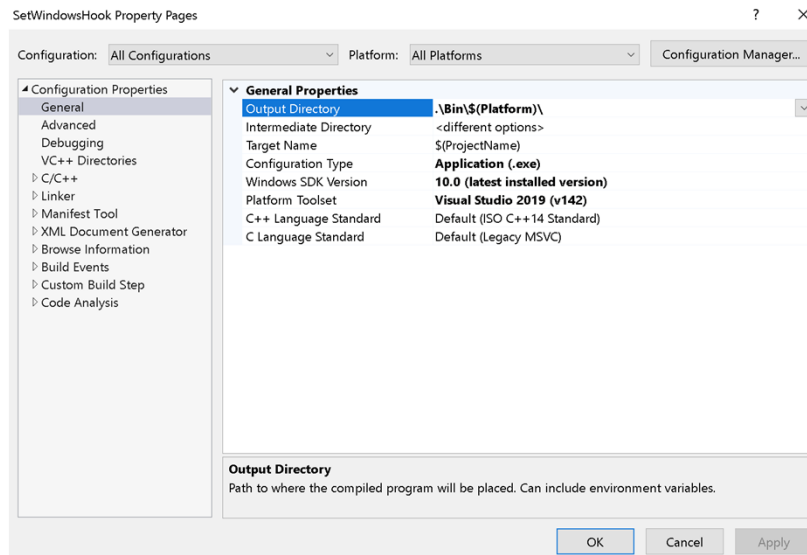 SetWindowsHook Property Pages
Configuration: All Configurations Platform: All Platforms Configuration Manager...
Configuration Properties
General
Advanced
Debugging
VC++ Directories
C/C++
Linker
Manifest Tool
XML Document Generator
Browse Information
Build Events
Custom Build Step
Code Analysis
General Properties
Output Directory .\Bin\$(Platform)\
Intermediate Directory <different options>
Target Name $(ProjectName)
Configuration Type Application (.exe)
Windows SDK Version 10.0 (latest installed version)
Platform Toolset Visual Studio 2019 (v142)
C++ Language Standard Default (ISO C++14 Standard)
C Language Standard Default (Legacy MSVC)
Output Directory
Path to where the compiled program will be placed. Can include environment variables.
OK Cancel Apply